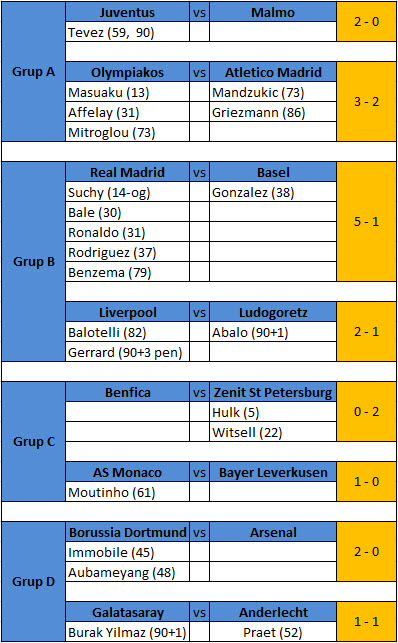 Grup A
Juventus vs Malmo 2 - 0
Tevez (59,  90)
Olympiakos vs Atletico Madrid 3 - 2
Masuaku (13) Mandzukic (73)
Affelay (31) Griezmann (86)
Mitroglou (73)
Grup B
Real Madrid vs Basel 5 - 1
Suchy (14-og) Gonzalez (38)
Bale (30)
Ronaldo (31)
Rodriguez (37)
Benzema (79)
Liverpool vs Ludogoretz 2 - 1
Balotelli (82) Abalo (90+1)
Gerrard (90+3 pen)
Grup C
Benfica vs Zenit St Petersburg 0 - 2
Hulk (5)
Witsell (22)
AS Monaco vs Bayer Leverkusen 1 - 0
Moutinho (61)
Grup D
Borussia Dortmund vs Arsenal 2 - 0
Immobile (45)
Aubameyang (48)
Galatasaray vs Anderlecht 1 - 1
Burak Yilmaz (90+1) Praet (52)